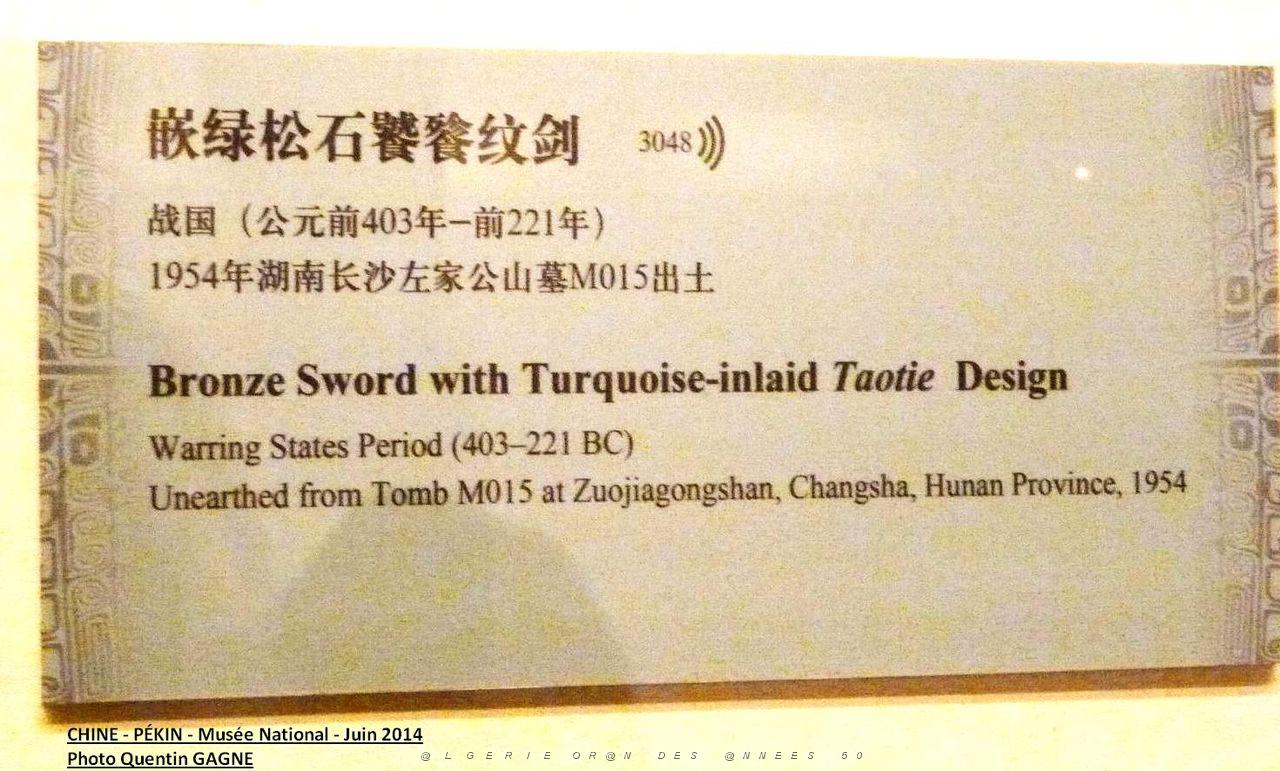 嵌绿松石饕餮纹剑 3048
战国（公元前403年–前221年）
1954年湖南长沙左家公山墓M015出土
Bronze Sword with Turquoise-inlaid Taotie Design
Warring States Period (403–221 BC)
Unearthed from Tomb M015 at Zuojiagongshan, Changsha, Hunan Province, 1954
CHINE - PÉKIN - Musée National - Juin 2014
Photo Quentin GAGNE
@LGERIE OR@N DES @NNEES 50